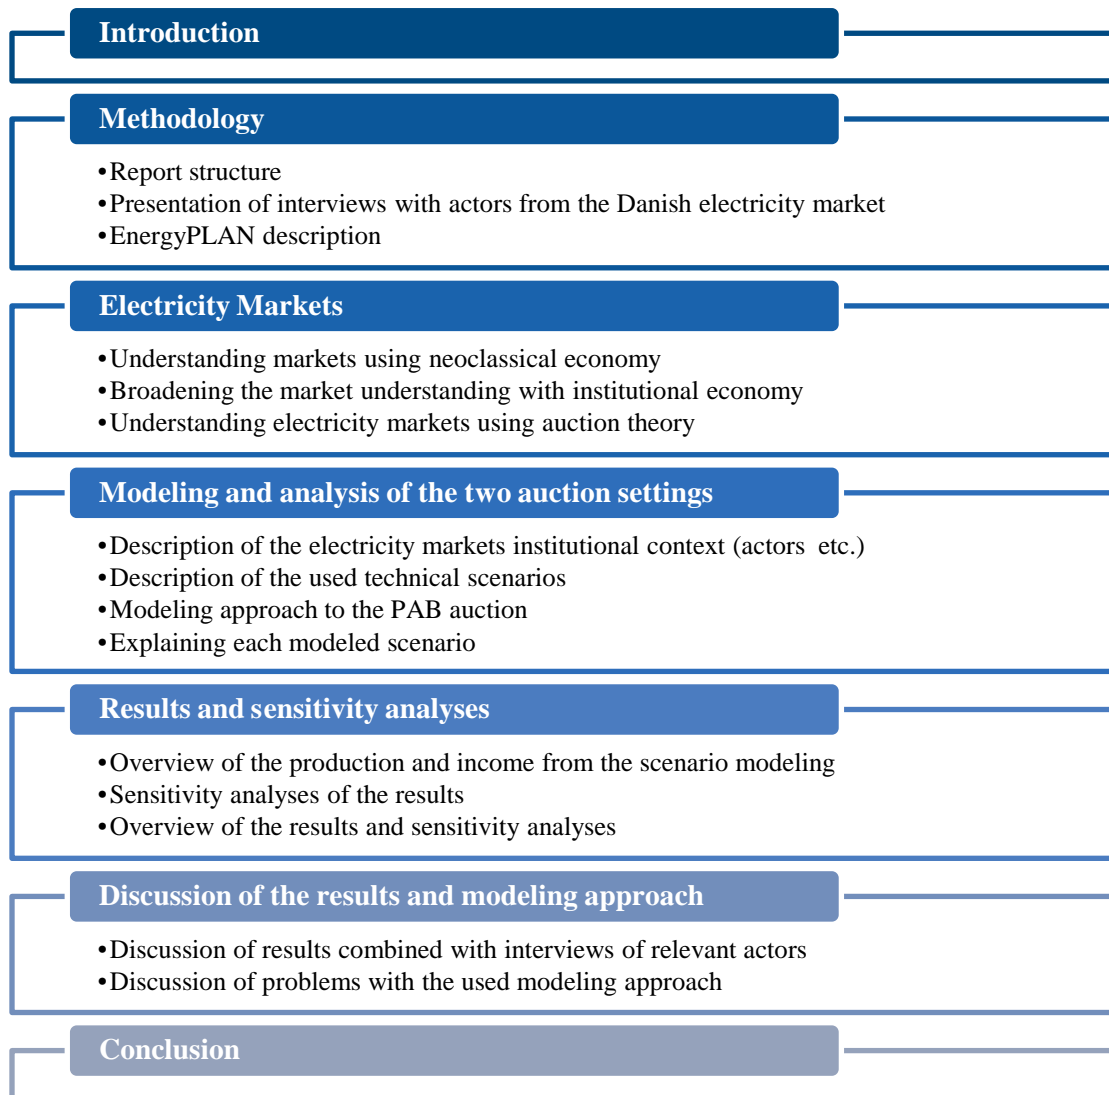 Introduction
Methodology
•Report structure
•Presentation of interviews with actors from the Danish electricity market
•EnergyPLAN description
Electricity Markets
•Understanding markets using neoclassical economy
•Broadening the market understanding with institutional economy
•Understanding electricity markets using auction theory
Modeling and analysis of the two auction settings
•Description of the electricity markets institutional context (actors etc.)
•Description of the used technical scenarios
•Modeling approach to the PAB auction
•Explaining each modeled scenario
Results and sensitivity analyses
•Overview of the production and income from the scenario modeling
•Sensitivity analyses of the results
•Overview of the results and sensitivity analyses
Discussion of the results and modeling approach
•Discussion of results combined with interviews of relevant actors
•Discussion of problems with the used modeling approach
Conclusion